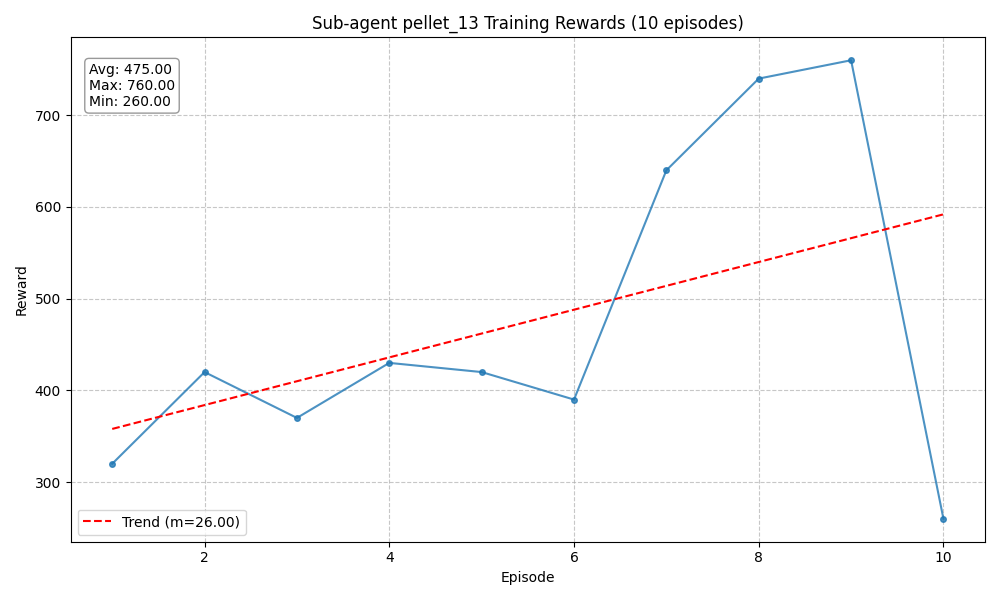 Sub-agent pellet_13 Training Rewards (10 episodes)
Avg: 475.00
Max: 760.00
Min: 260.00
700
600
500
400
300
Reward
Trend (m=26.00)
2 4 6 8 10
Episode